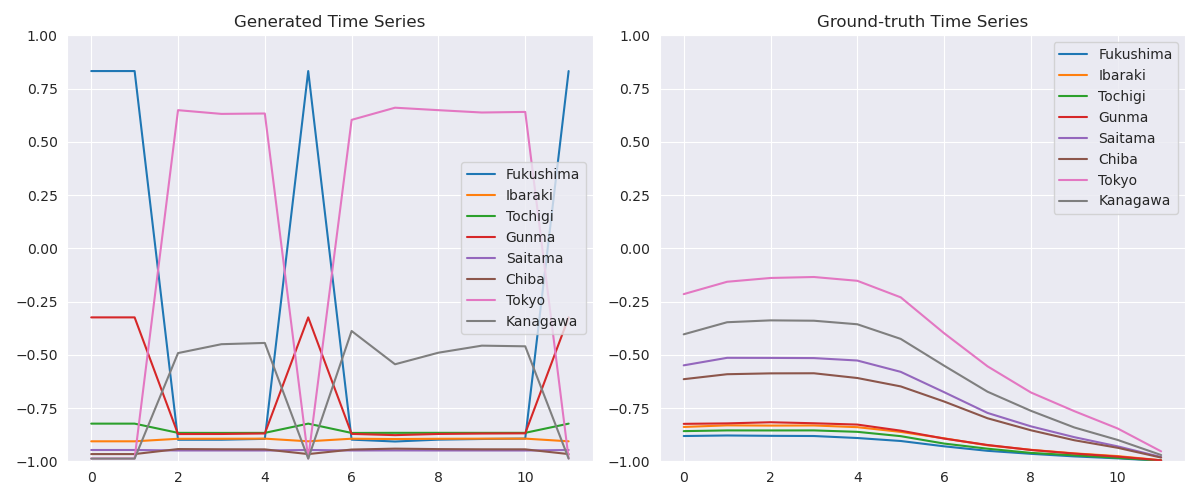 Generated Time Series
1.00
0.75
0.50
0.25
0.00
−0.25
−0.50
−0.75
−1.00
0 2 4 6 8 10
Fukushima
Ibaraki
Tochigi
Gunma
Saitama
Chiba
Tokyo
Kanagawa
Ground-truth Time Series
1.00
0.75
0.50
0.25
0.00
−0.25
−0.50
−0.75
−1.00
0 2 4 6 8 10
Fukushima
Ibaraki
Tochigi
Gunma
Saitama
Chiba
Tokyo
Kanagawa